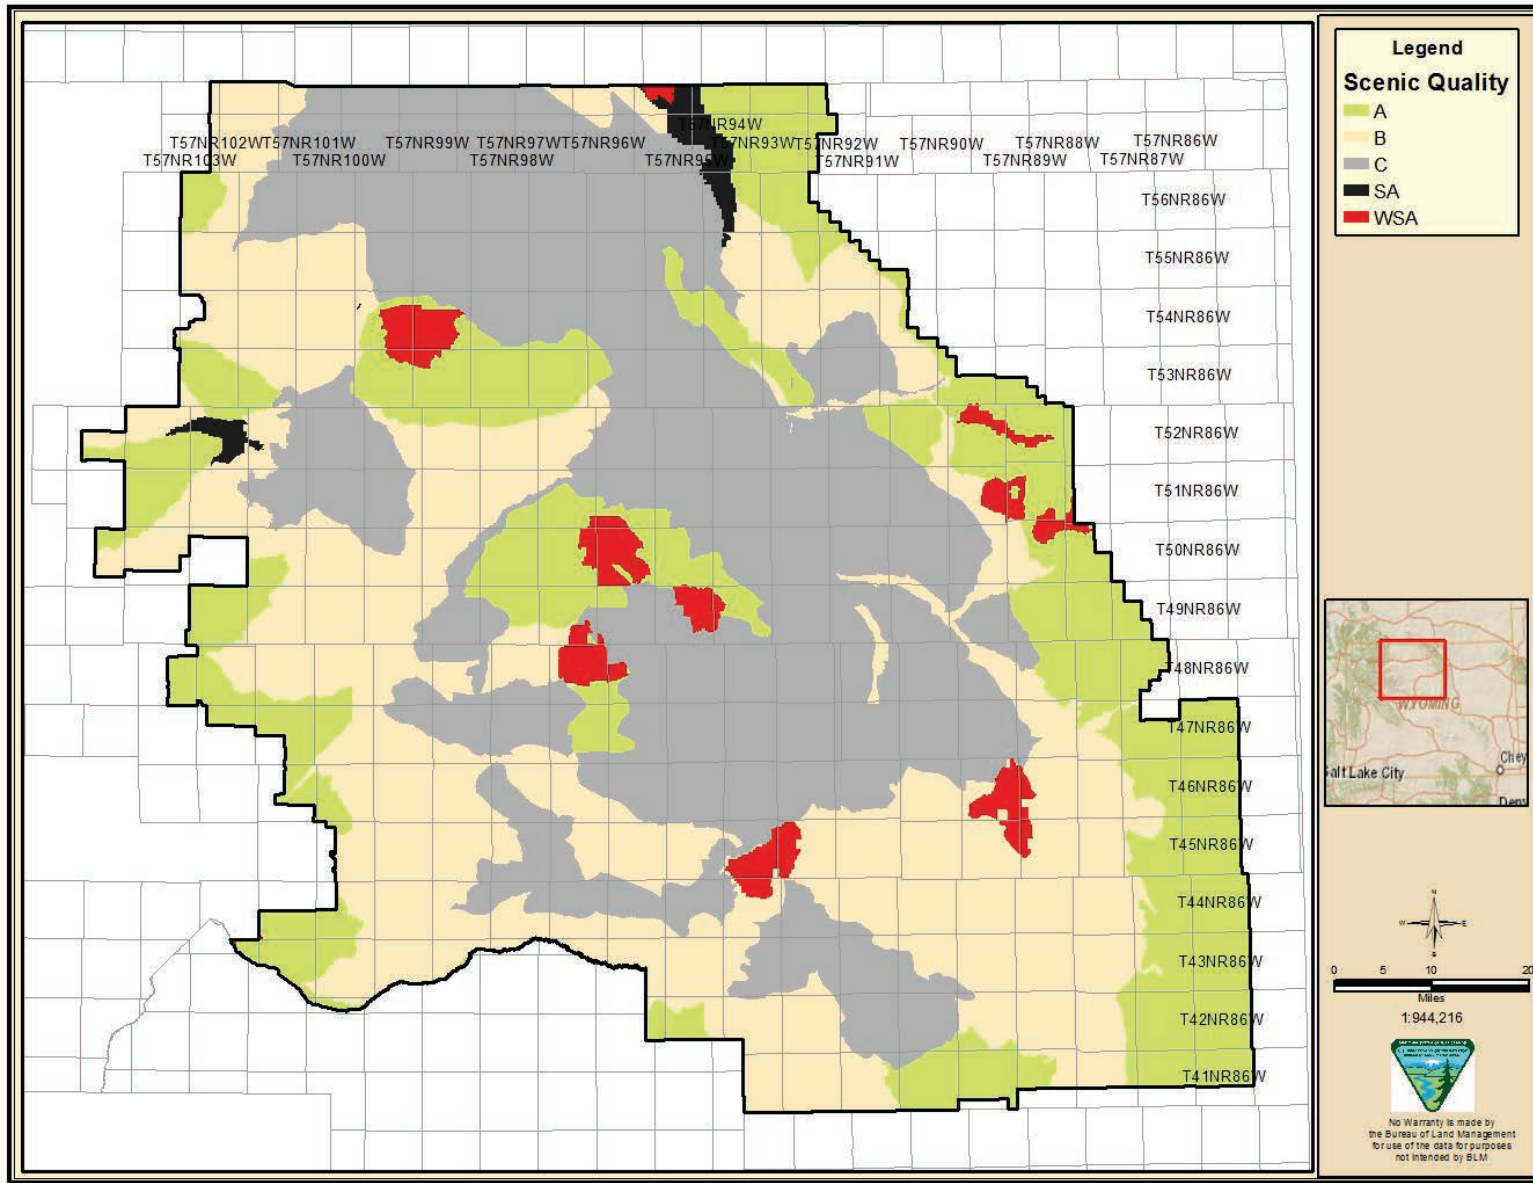 Legend
Scenic Quality
A
B
C
SA
WSA
T57NR94W
T57NR102W T57NR101W T57NR99W T57NR97W T57NR96W T57NR93W T57NR92W T57NR90W T57NR88W T57NR86W
T57NR103W T57NR100W T57NR98W T57NR95W T57NR91W T57NR89W T57NR87W
T56NR86W
T55NR86W
T54NR86W
T53NR86W
T52NR86W
T51NR86W
T50NR86W
T49NR86W
T48NR86W
T47NR86W
T46NR86W
T45NR86W
T44NR86W
T43NR86W
T42NR86W
T41NR86W
WYOMING
Salt Lake City
Chey
Denv
N
W E
S
0 5 10 20
Miles
1:944,216
No Warranty is made by
the Bureau of Land Management
for use of the data for purposes
not intended by BLM